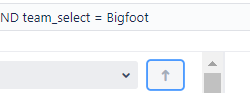 ND team_select = Bigfoot